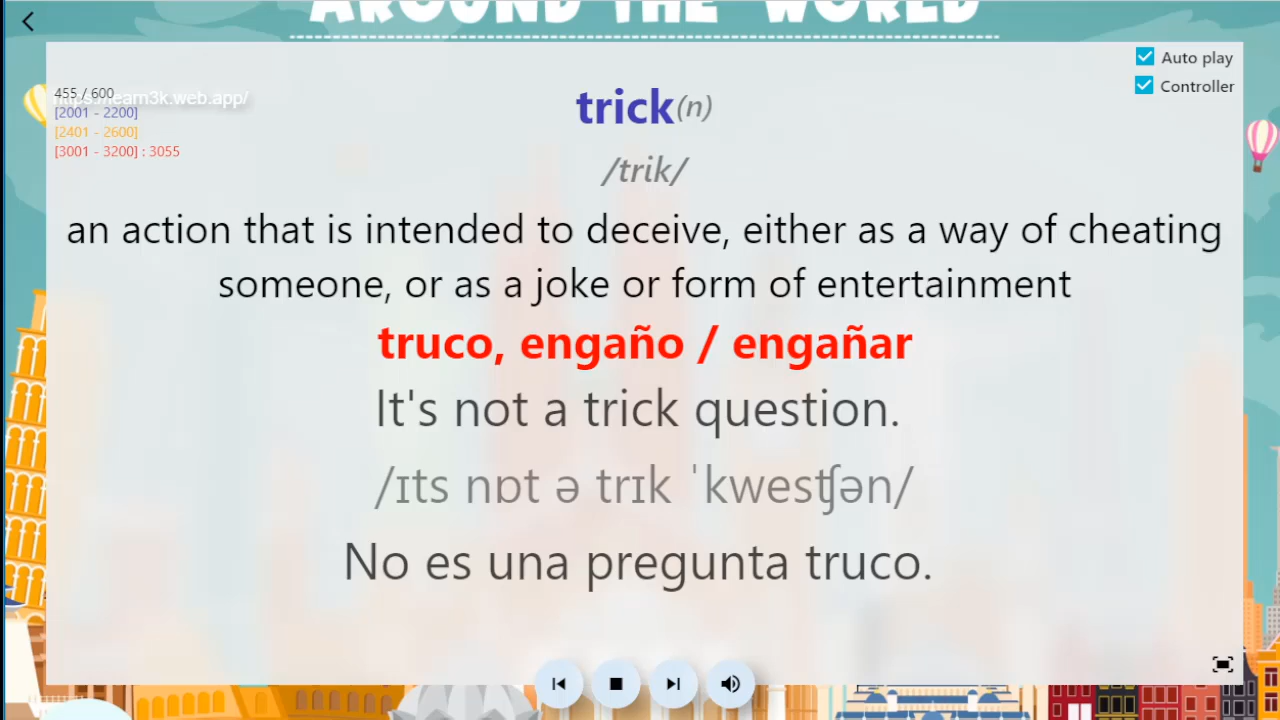 AROUND THE WORLD
Auto play
Controller
455 / 600
https://learn3k.web.app/
[2001 - 2200]
[2401 - 2600]
[3001 - 3200] : 3055
trick(n)
/trik/
an action that is intended to deceive, either as a way of cheating
someone, or as a joke or form of entertainment
truco, engaño / engañar
It's not a trick question.
/ɪts nɒt ə trɪk ˈkwesʧən/
No es una pregunta truco.